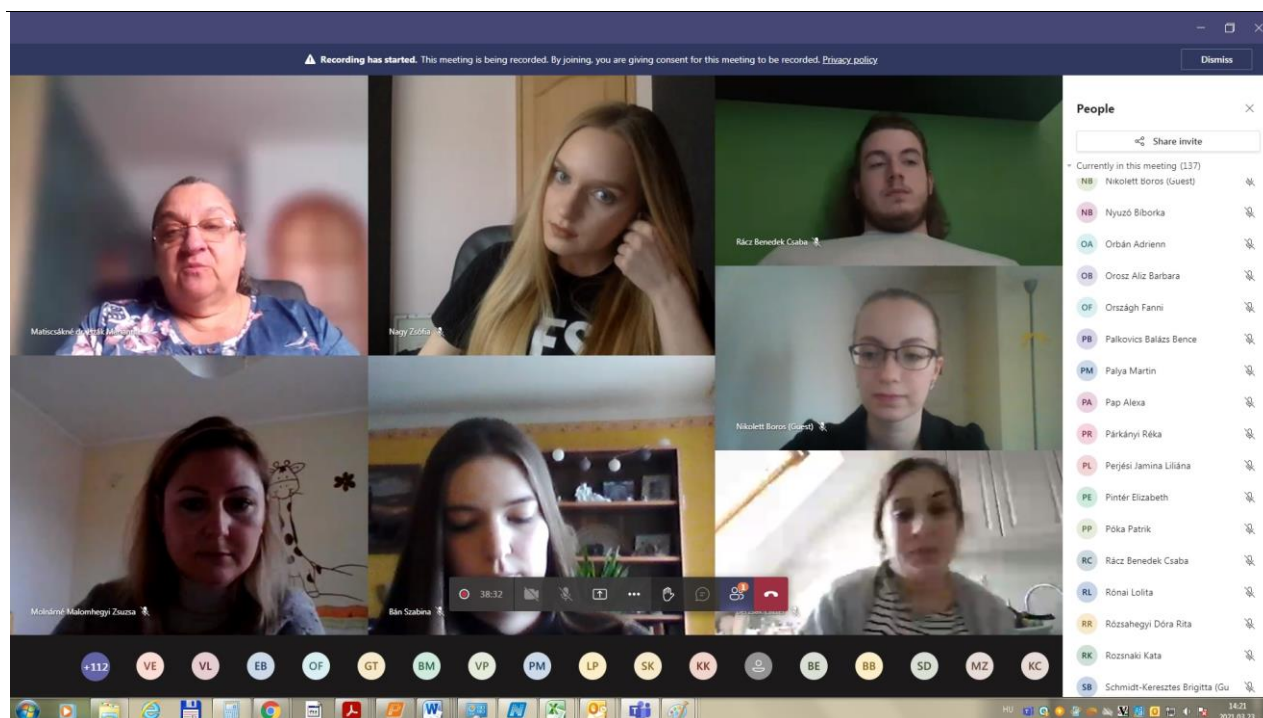 Recording has started. This meeting is being recorded. By joining, you are giving consent for this meeting to be recorded. Privacy policy
Dismiss
People
Share invite
Currently in this meeting (137)
NB Nikolett Boros (Guest)
NB Nyuzó Bíborka
OA Orbán Adrienn
OB Orosz Aliz Barbara
OF Országh Fanni
PB Palkovics Balázs Bence
PM Palya Martin
PA Pap Alexa
PR Párkányi Réka
PL Perjési Jamina Liliána
PE Pintér Elizabeth
PP Póka Patrik
RC Rácz Benedek Csaba
RL Rónai Lolita
RR Rózsahegyi Dóra Rita
RK Rozsnaki Kata
SB Schmidt-Keresztes Brigitta (Gu
Matiscsákné
Nagy Zsófia
Rácz Benedek Csaba
Nikolett Boros (Guest)
Molnárné Malomhegyi Zsuzsa
Bán Szabina
38:32
1
+112 VE VL EB OF GT BM VP PM LP SK KK BE BB SD MZ KC
HU
14:21
2021.03.23